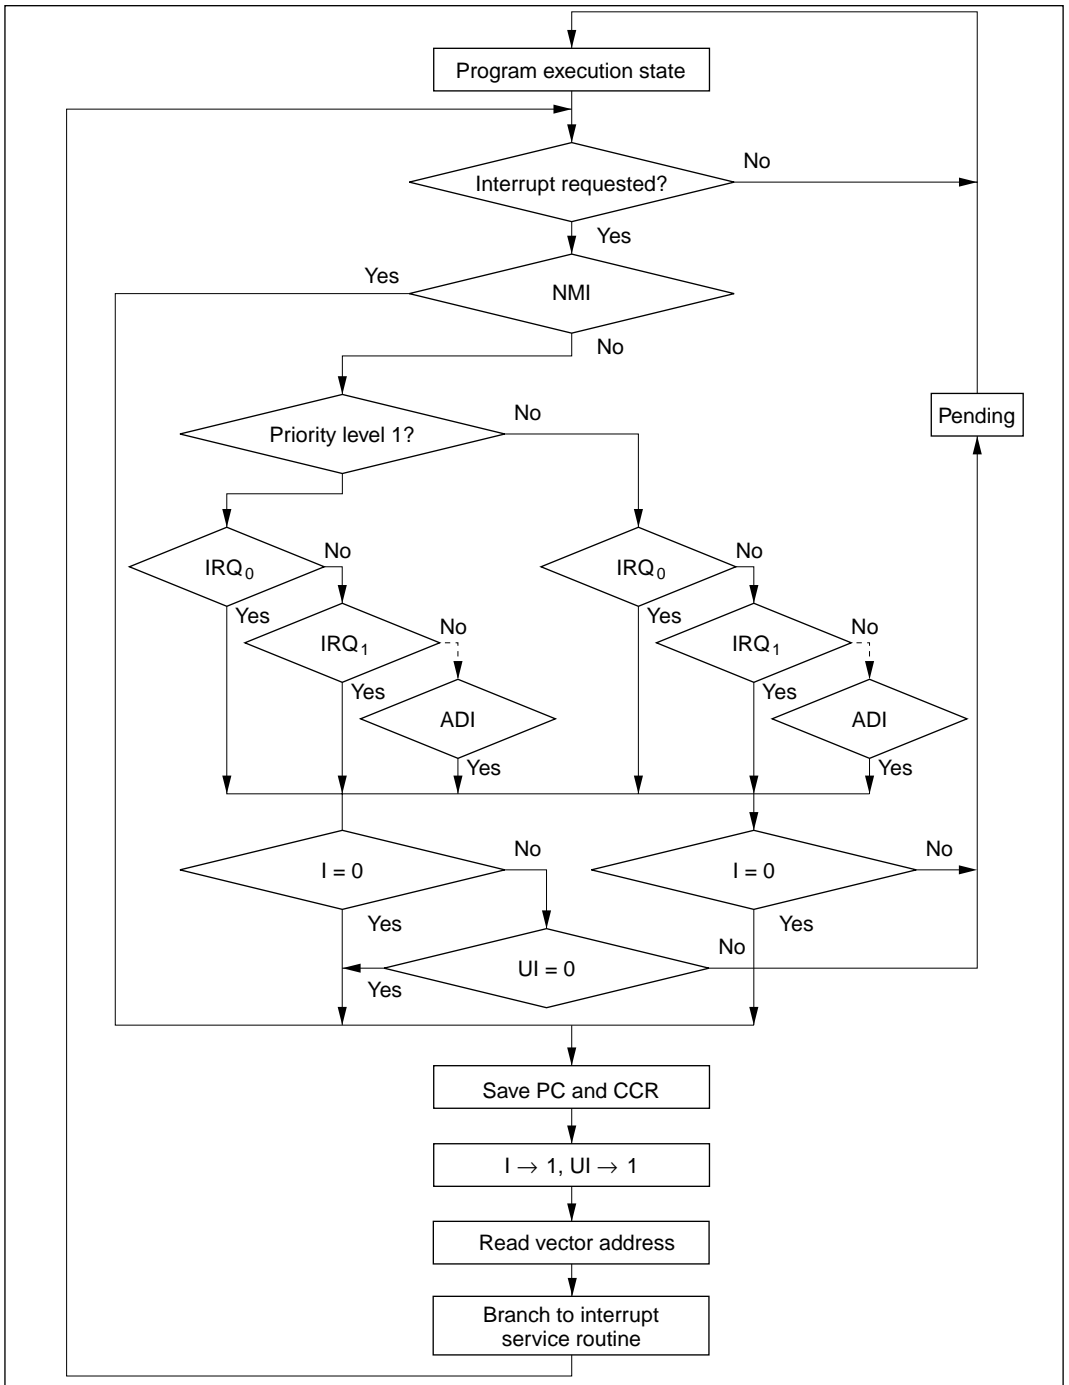 Program execution state
No
Interrupt requested?
Yes
Yes
NMI
No
Pending
No
Priority level 1?
No
No
IRQ0
IRQ0
Yes
No
Yes
No
IRQ1
IRQ1
Yes
Yes
ADI
ADI
Yes
Yes
No
No
I = 0
I = 0
Yes
Yes
No
UI = 0
Yes
Save PC and CCR
I → 1, UI → 1
Read vector address
Branch to interrupt
service routine